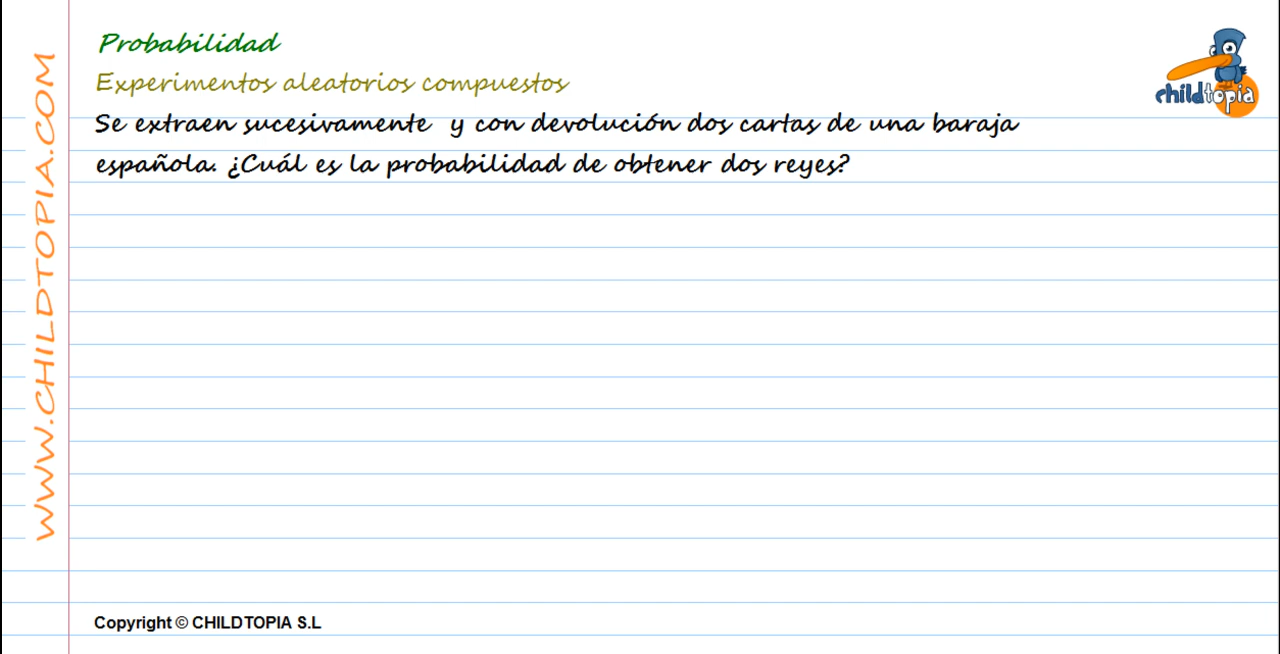 Probabilidad
Experimentos aleatorios compuestos
Se extraen sucesivamente y con devolución dos cartas de una baraja
española. ¿Cuál es la probabilidad de obtener dos reyes?
childtopia
WWW.CHILDTOPIA.COM
Copyright © CHILDTOPIA S.L